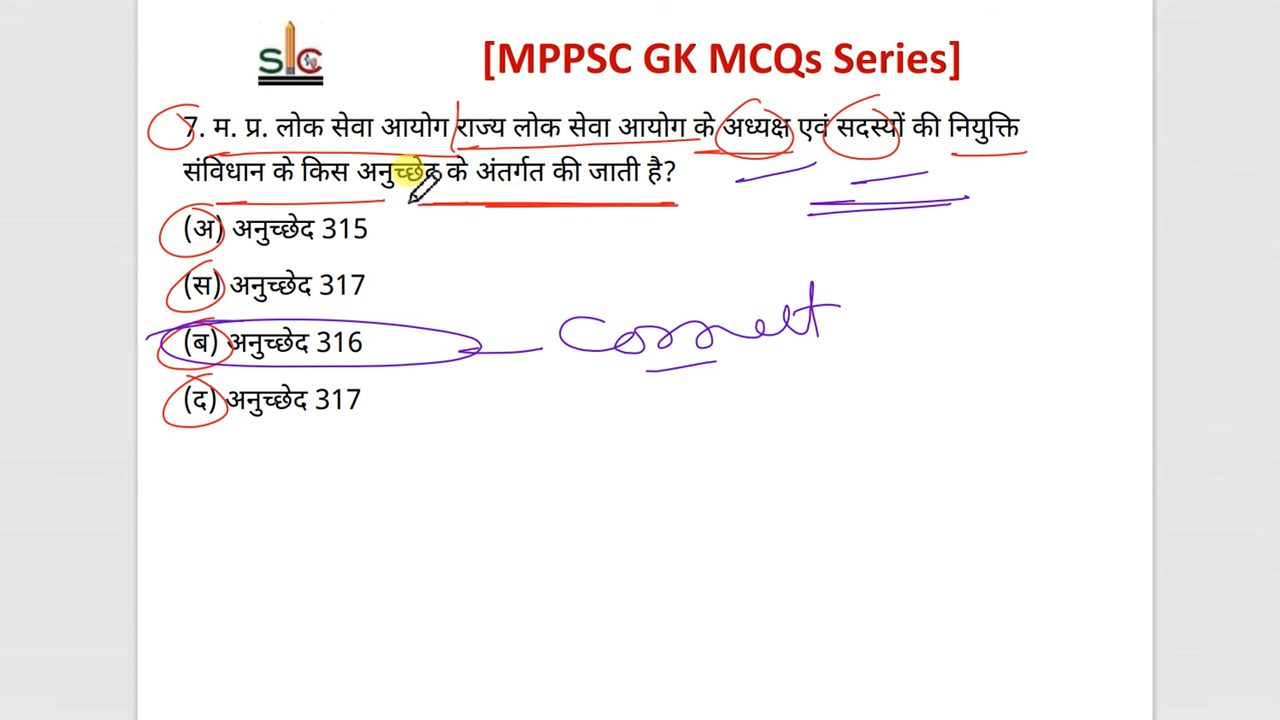 SLC
[MPPSC GK MCQs Series]
7. म. प्र. लोक सेवा आयोग राज्य लोक सेवा आयोग के अध्यक्ष एवं सदस्यों की नियुक्ति
संविधान के किस अनुच्छेद के अंतर्गत की जाती है?
(अ) अनुच्छेद 315
(स) अनुच्छेद 317
(ब) अनुच्छेद 316
correct
(द) अनुच्छेद 317